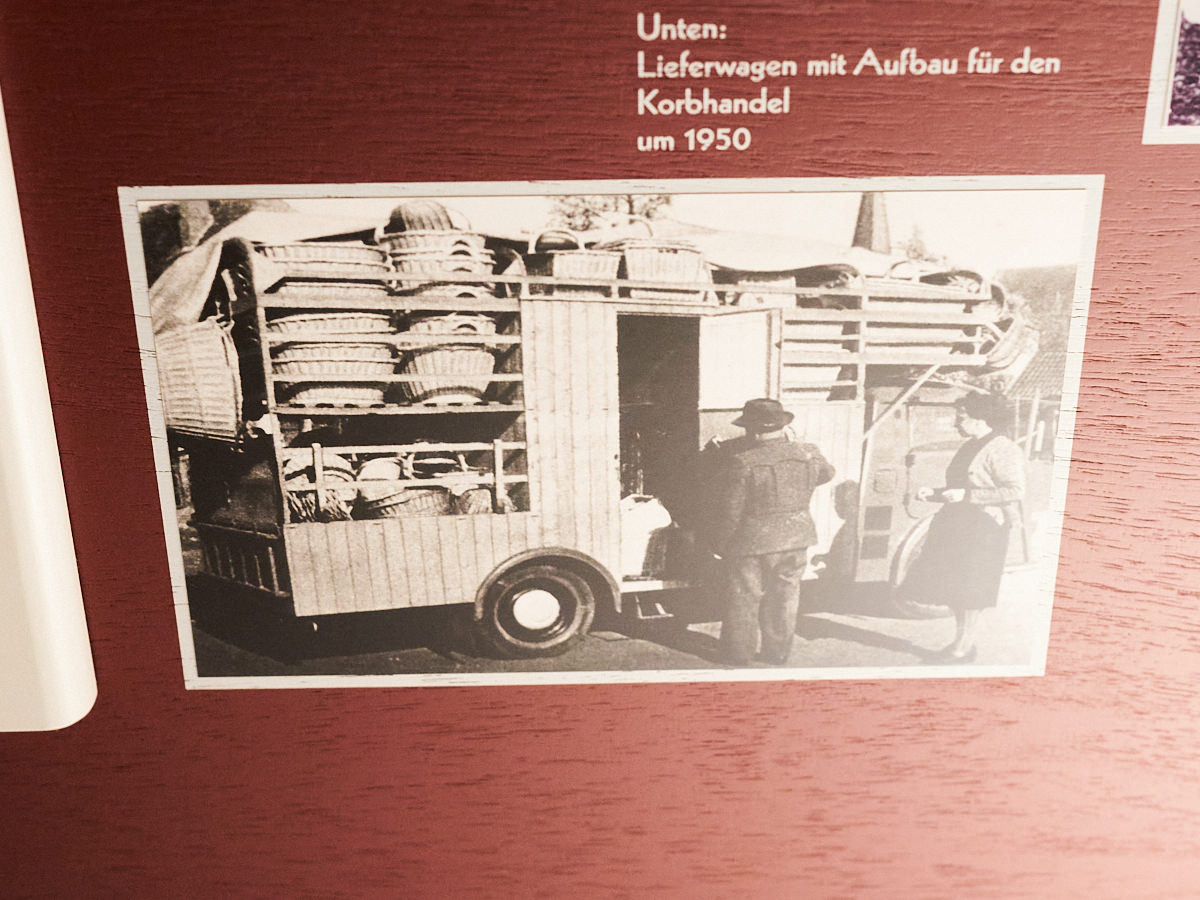 Unten:
Lieferwagen mit Aufbau für den
Korbhandel
um 1950